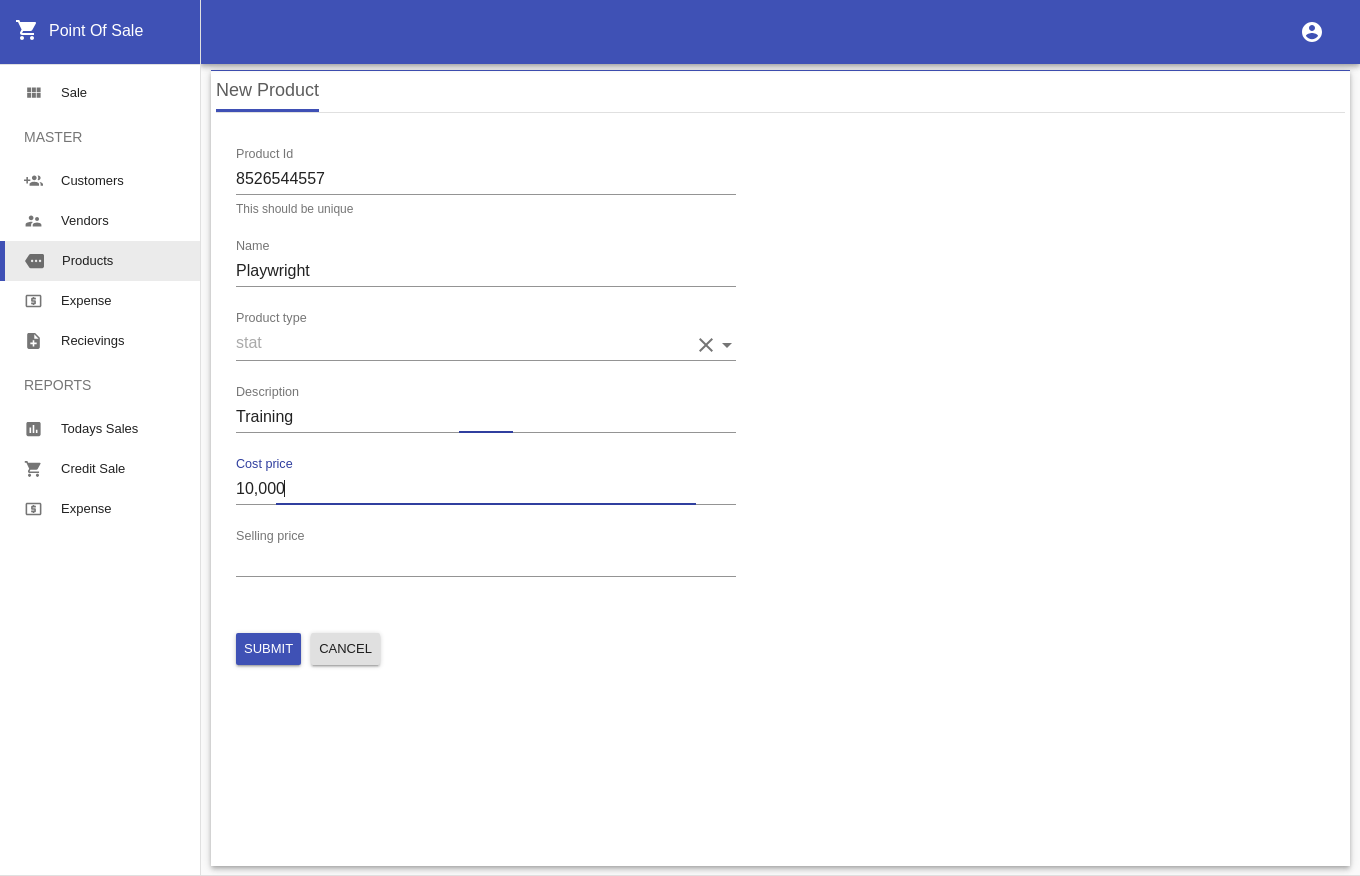 Point Of Sale
Sale
MASTER
Customers
Vendors
Products
Expense
Recievings
REPORTS
Todays Sales
Credit Sale
Expense
New Product
Product Id
8526544557
This should be unique
Name
Playwright
Product type
stat
Description
Training
Cost price
10,000
Selling price
SUBMIT CANCEL